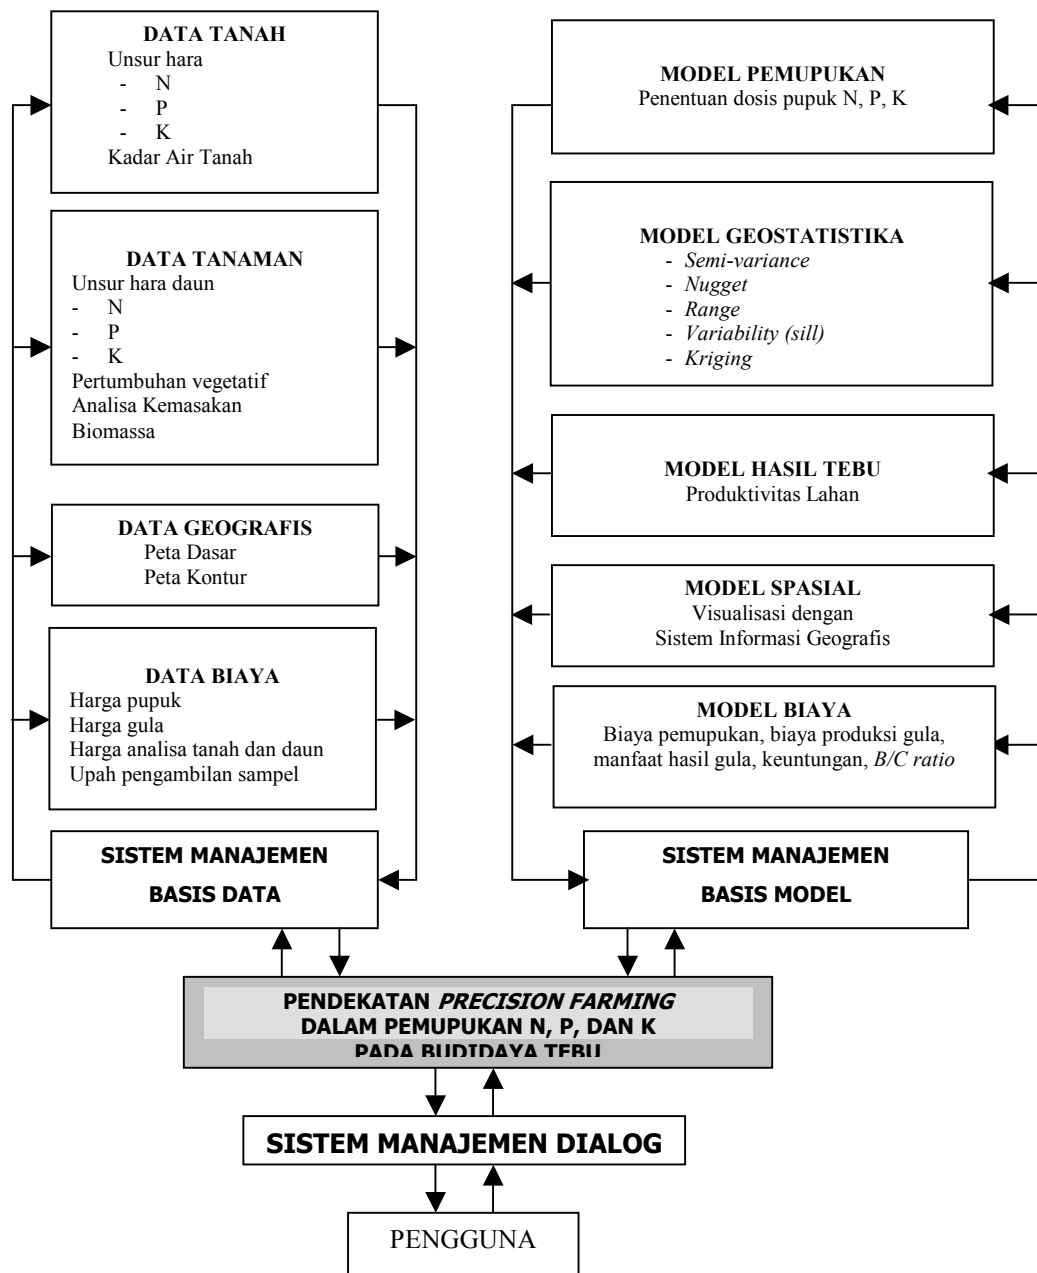 DATA TANAH
Unsur hara
- N
- P
- K
Kadar Air Tanah
DATA TANAMAN
Unsur hara daun
- N
- P
- K
Pertumbuhan vegetatif
Analisa Kemasakan
Biomassa
DATA GEOGRAFIS
Peta Dasar
Peta Kontur
DATA BIAYA
Harga pupuk
Harga gula
Harga analisa tanah dan daun
Upah pengambilan sampel
SISTEM MANAJEMEN
BASIS DATA
MODEL PEMUPUKAN
Penentuan dosis pupuk N, P, K
MODEL GEOSTATISTIKA
- Semi-variance
- Nugget
- Range
- Variability (sill)
- Kriging
MODEL HASIL TEBU
Produktivitas Lahan
MODEL SPASIAL
Visualisasi dengan
Sistem Informasi Geografis
MODEL BIAYA
Biaya pemupukan, biaya produksi gula,
manfaat hasil gula, keuntungan, B/C ratio
SISTEM MANAJEMEN
BASIS MODEL
PENDEKATAN PRECISION FARMING
DALAM PEMUPUKAN N, P, DAN K
PADA BUDIDAYA TEBU
SISTEM MANAJEMEN DIALOG
PENGGUNA